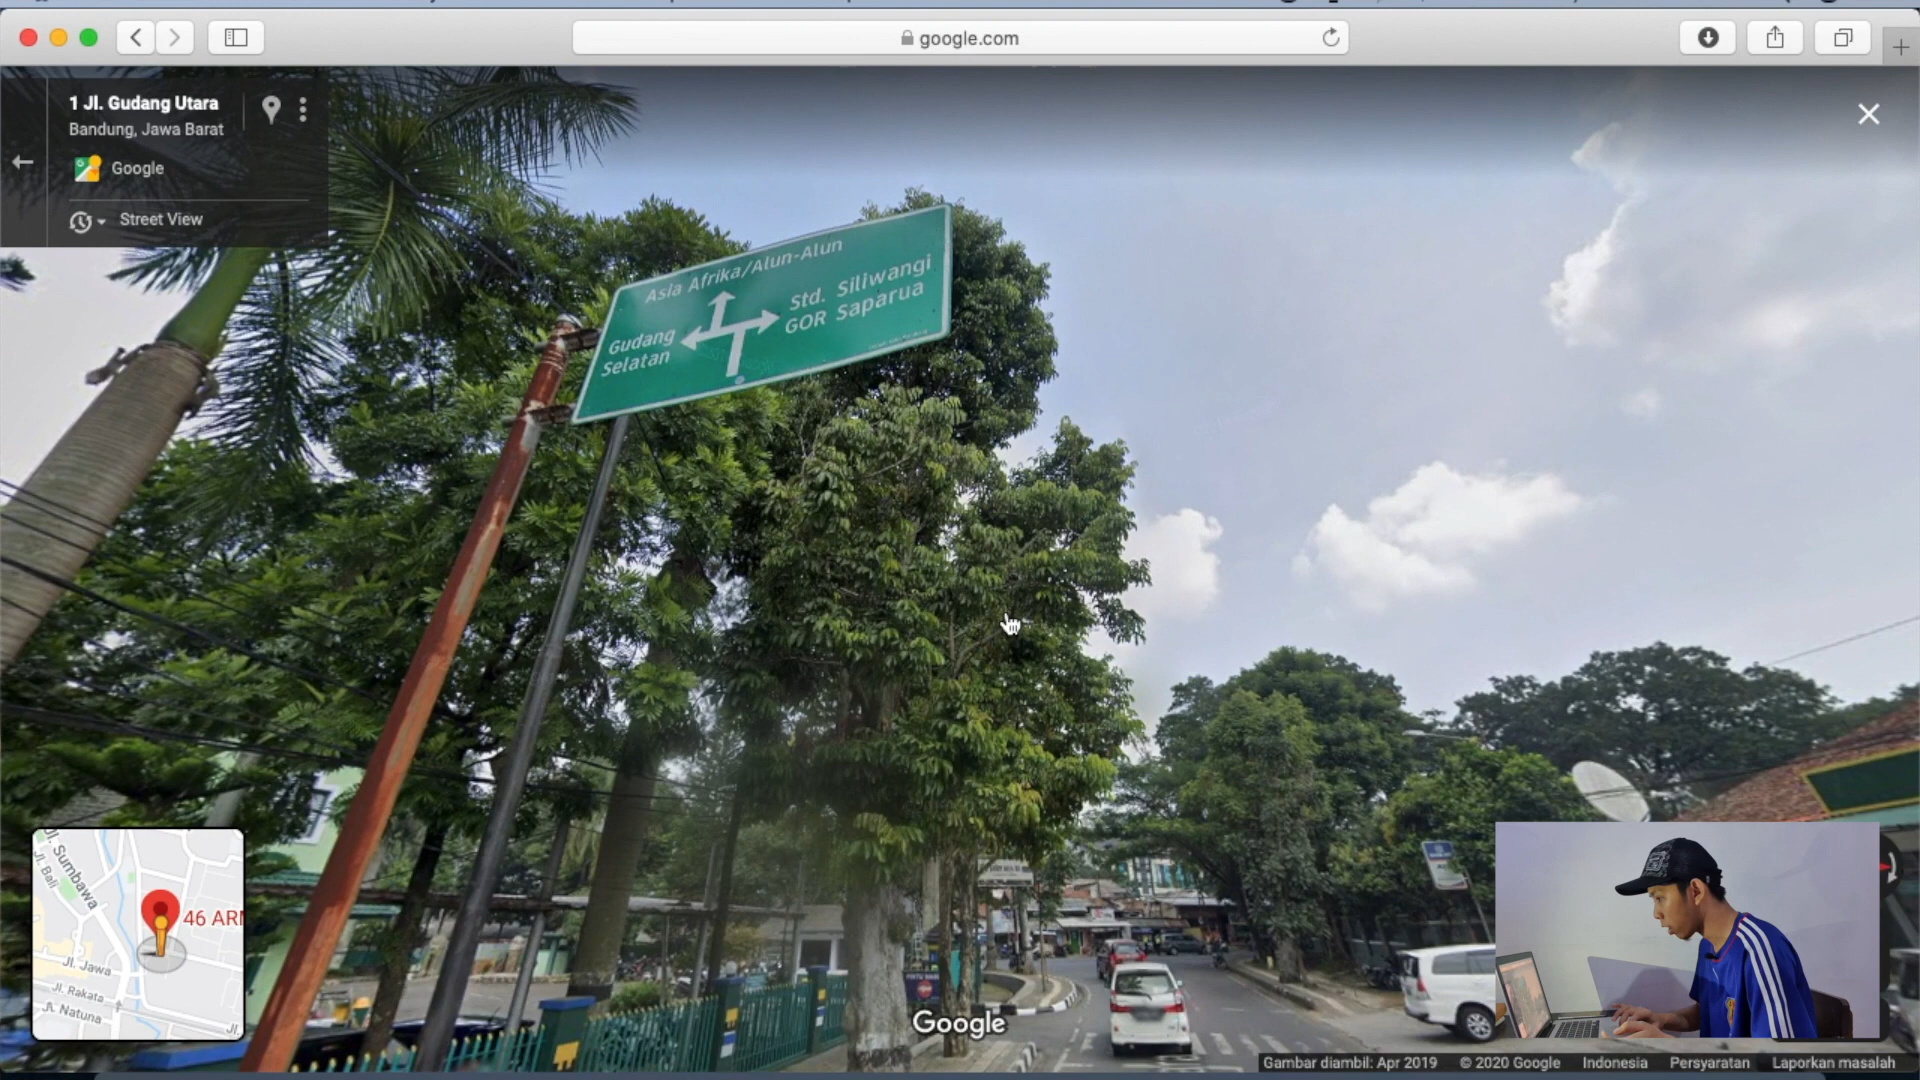 google.com
1 Jl. Gudang Utara
Bandung, Jawa Barat
Google
Street View
Asia Afrika/Alun-Alun
Std. Siliwangi
GOR Saparua
Gudang
Selatan
Jl. Sumbawa
Jl. Bali
46 ARM
Jl. Jawa
Jl. Rakata
Jl. Natuna
Jl.
Google
Gambar diambil: Apr 2019
© 2020 Google
Indonesia
Persyaratan
Laporkan masalah